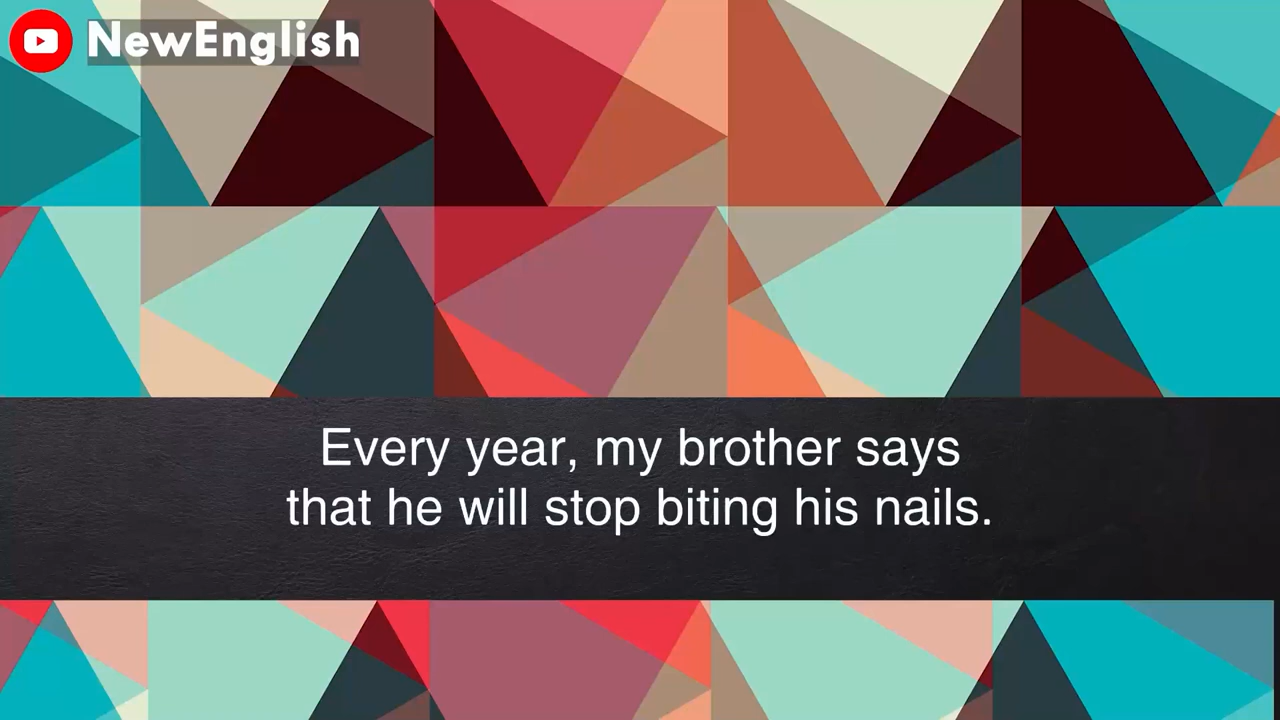 NewEnglish
Every year, my brother says
that he will stop biting his nails.